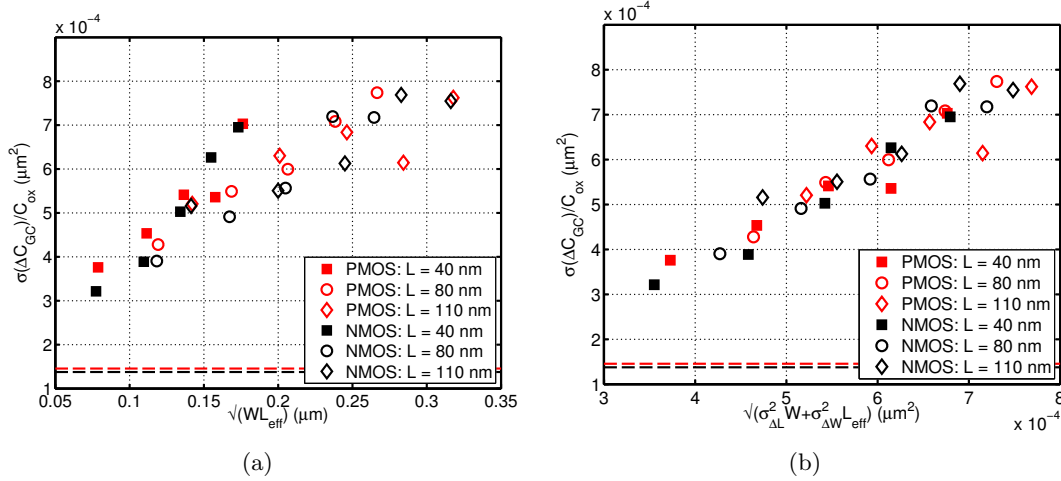 x 10⁻⁴
8
7
6
5
4
3
2
1
σ(ΔC_GC)/C_ox (μm²)
PMOS: L = 40 nm
PMOS: L = 80 nm
PMOS: L = 110 nm
NMOS: L = 40 nm
NMOS: L = 80 nm
NMOS: L = 110 nm
0.05 0.1 0.15 0.2 0.25 0.3 0.35
√(WL_eff) (μm)
(a)
x 10⁻⁴
8
7
6
5
4
3
2
1
σ(ΔC_GC)/C_ox (μm²)
PMOS: L = 40 nm
PMOS: L = 80 nm
PMOS: L = 110 nm
NMOS: L = 40 nm
NMOS: L = 80 nm
NMOS: L = 110 nm
3 4 5 6 7 8
√(σ²_ΔL W+σ²_ΔW L_eff) (μm²)
x 10⁻⁴
(b)